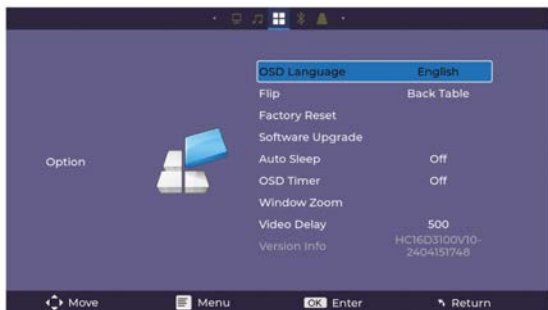 OSD Language English
Flip Back Table
Factory Reset
Software Upgrade
Option
Auto Sleep Off
OSD Timer Off
Window Zoom
Video Delay 500
Version Info HC16D3100V10-
2404151748
Move Menu OK Enter Return